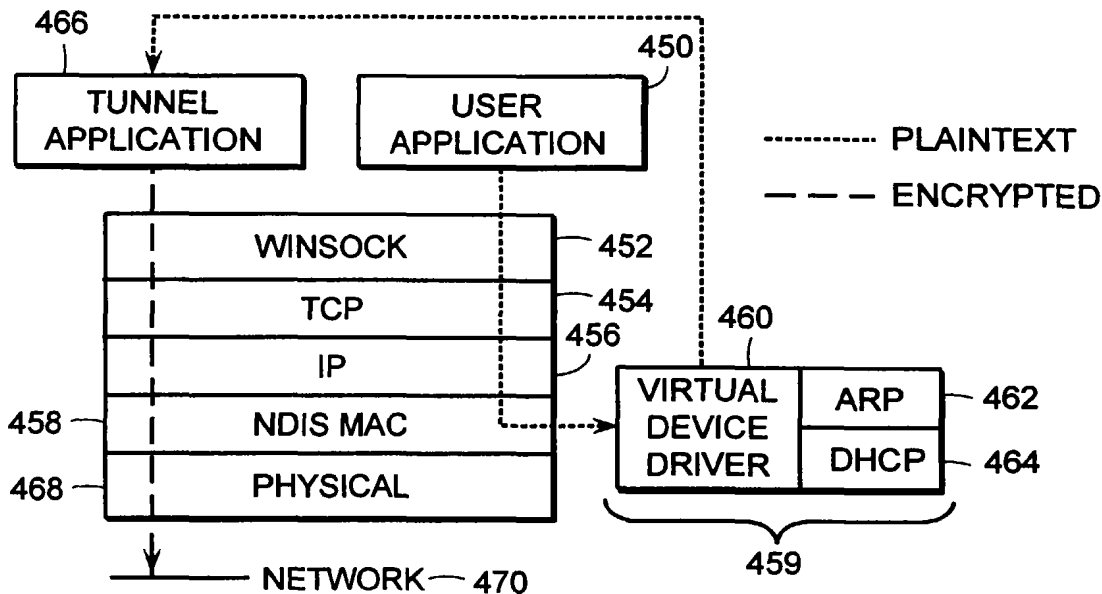 466
450
TUNNEL
APPLICATION
USER
APPLICATION
PLAINTEXT
ENCRYPTED
WINSOCK
452
TCP
454
456
IP
460
458
NDIS MAC
VIRTUAL
DEVICE
DRIVER
ARP
462
DHCP
464
468
PHYSICAL
459
NETWORK
470